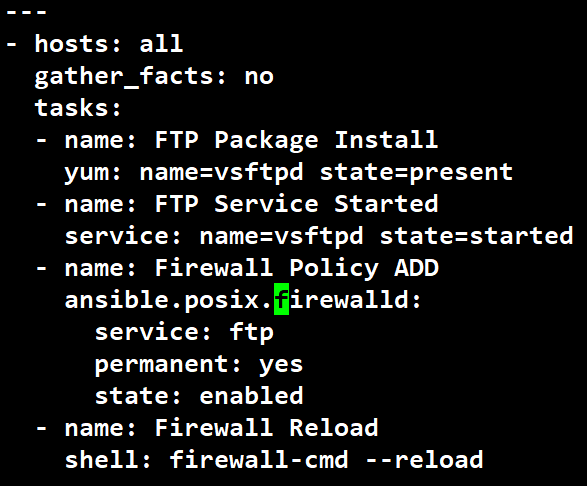 ---
- hosts: all
  gather_facts: no
  tasks:
  - name: FTP Package Install
    yum: name=vsftpd state=present
  - name: FTP Service Started
    service: name=vsftpd state=started
  - name: Firewall Policy ADD
    ansible.posix.firewalld:
      service: ftp
      permanent: yes
      state: enabled
  - name: Firewall Reload
    shell: firewall-cmd --reload